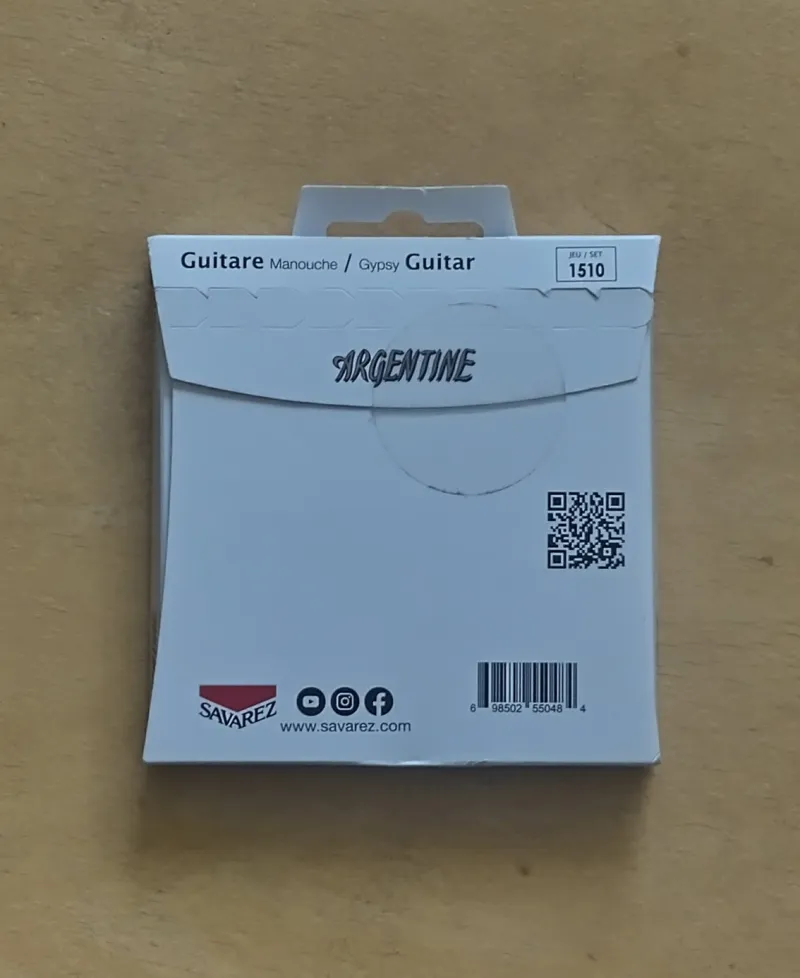 Guitare Manouche / Gypsy Guitar
JEU / SET
1510
ARGENTINE
SAVAREZ
www.savarez.com
6 98502 55048 4